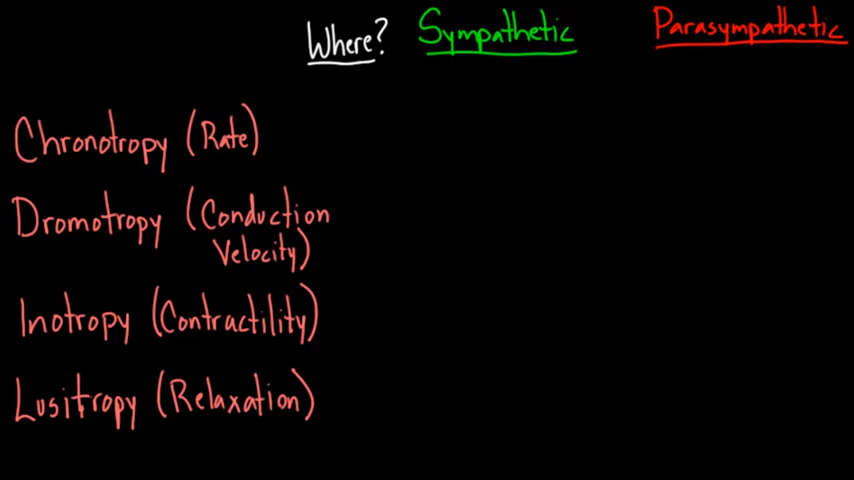 Where? Sympathetic Parasympathetic
Chronotropy (Rate)
Dromotropy (Conduction
Velocity)
Inotropy (Contractility)
Lusitropy (Relaxation)